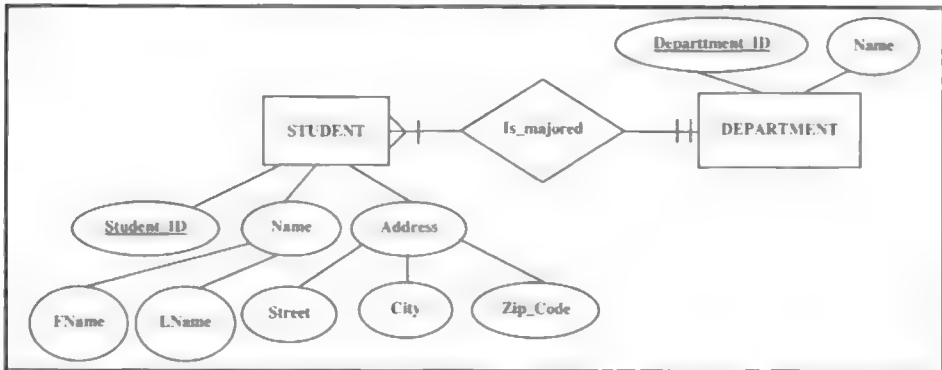 Departtment_ID
Name
STUDENT
Is_majored
DEPARTMENT
Student_ID
Name
Address
FName
LName
Street
City
Zip_Code